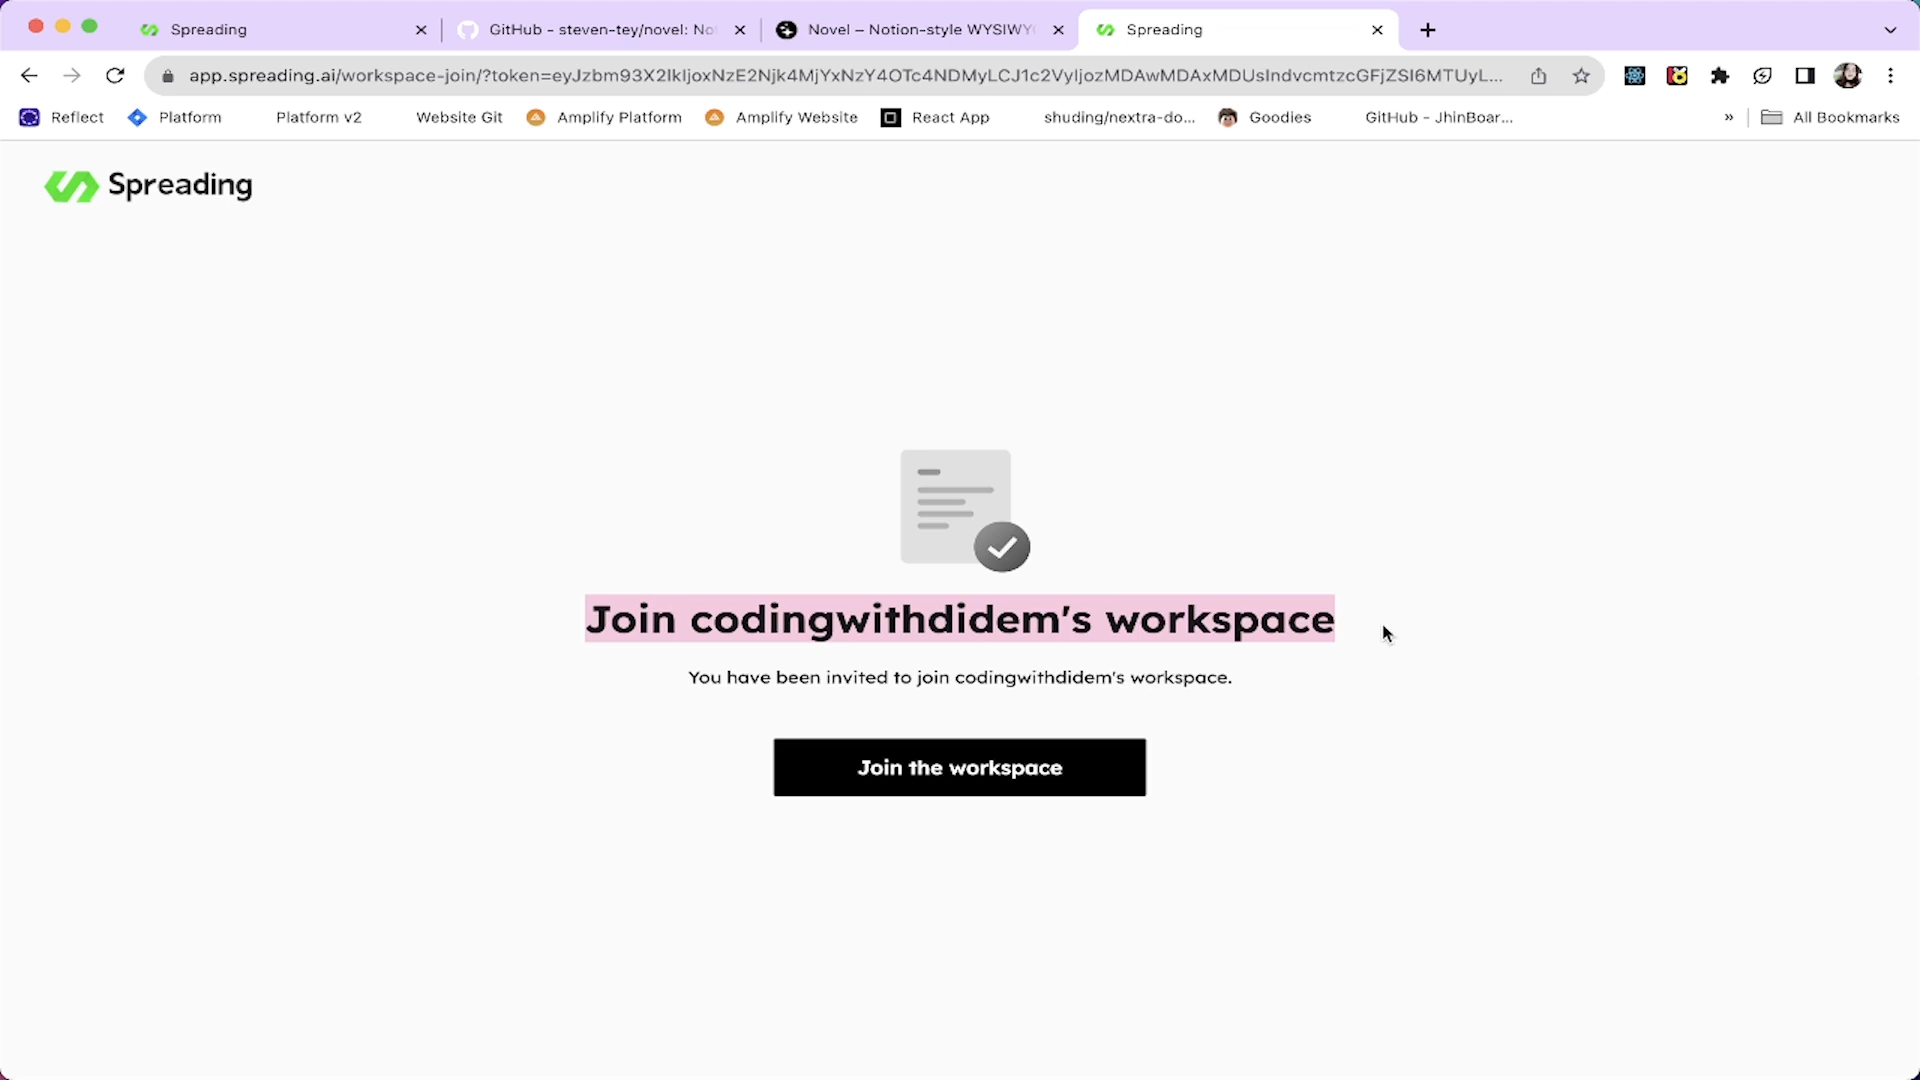 Spreading
GitHub - steven-tey/novel: No
Novel – Notion-style WYSIWY
Spreading
app.spreading.ai/workspace-join/?token=eyJzbm93X2lkIjoxNzE2Njk4MjYxNzY4OTc4NDMyLCJ1c2VyIjozMDAwMDAxMDUsIndvcmtzcGFjZSI6MTUyL...
Reflect
Platform
Platform v2
Website Git
Amplify Platform
Amplify Website
React App
shuding/nextra-do...
Goodies
GitHub - JhinBoar...
»
All Bookmarks
Spreading
Join codingwithdidem's workspace
You have been invited to join codingwithdidem's workspace.
Join the workspace